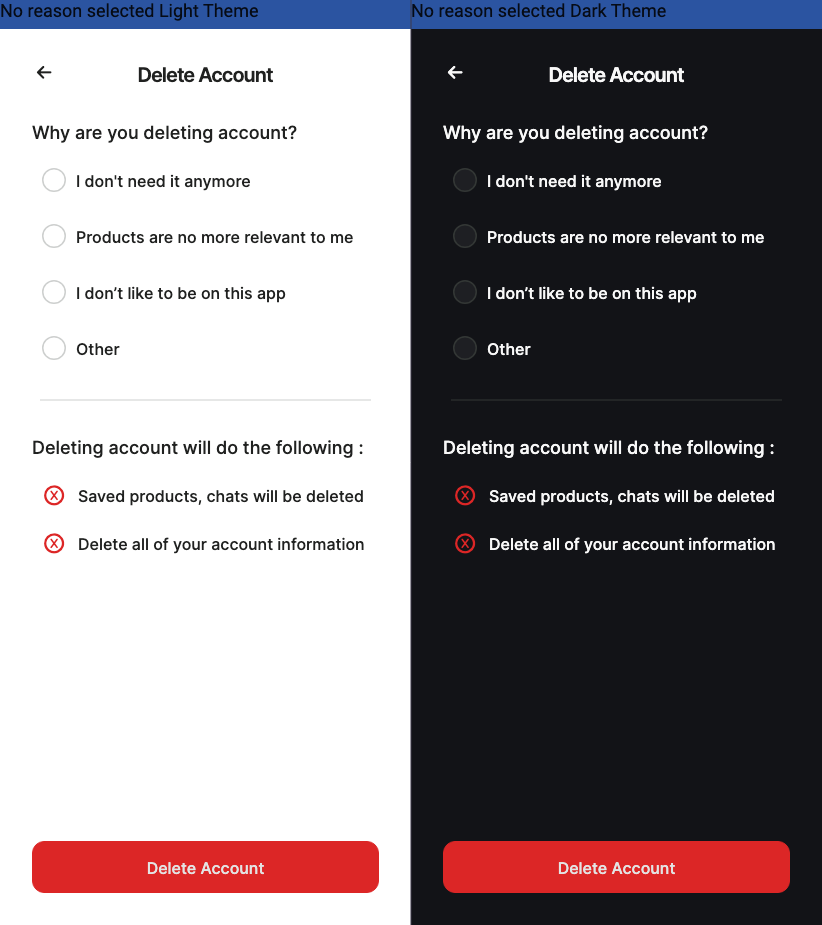 No reason selected Light Theme
Delete Account
Why are you deleting account?
I don't need it anymore
Products are no more relevant to me
I don’t like to be on this app
Other
Deleting account will do the following :
Saved products, chats will be deleted
Delete all of your account information
Delete Account
No reason selected Dark Theme
Delete Account
Why are you deleting account?
I don't need it anymore
Products are no more relevant to me
I don’t like to be on this app
Other
Deleting account will do the following :
Saved products, chats will be deleted
Delete all of your account information
Delete Account